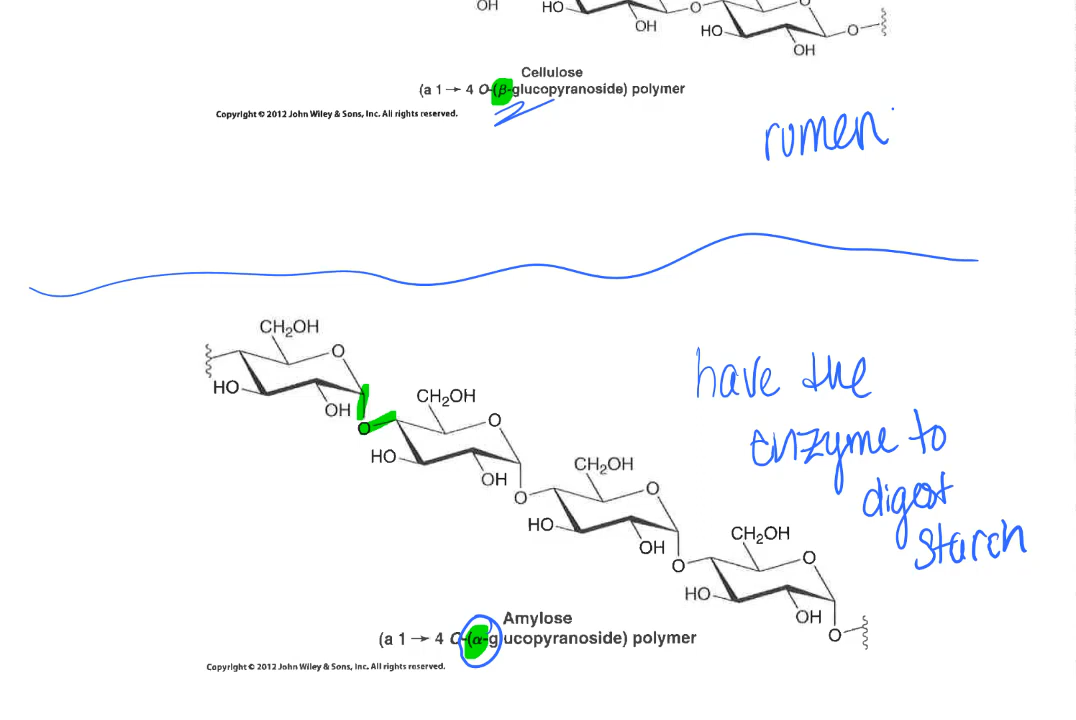 OH HO O
OH HO O
OH
Cellulose
(a 1 → 4 O-(β-glucopyranoside) polymer
Copyright © 2012 John Wiley & Sons, Inc. All rights reserved.
rumen
CH₂OH
O
HO
OH CH₂OH
O O
HO
OH CH₂OH
O O
HO
OH CH₂OH
O O
HO
OH
O
have the
enzyme to
digest
starch
Amylose
(a 1 → 4 O-(α-glucopyranoside) polymer
Copyright © 2012 John Wiley & Sons, Inc. All rights reserved.